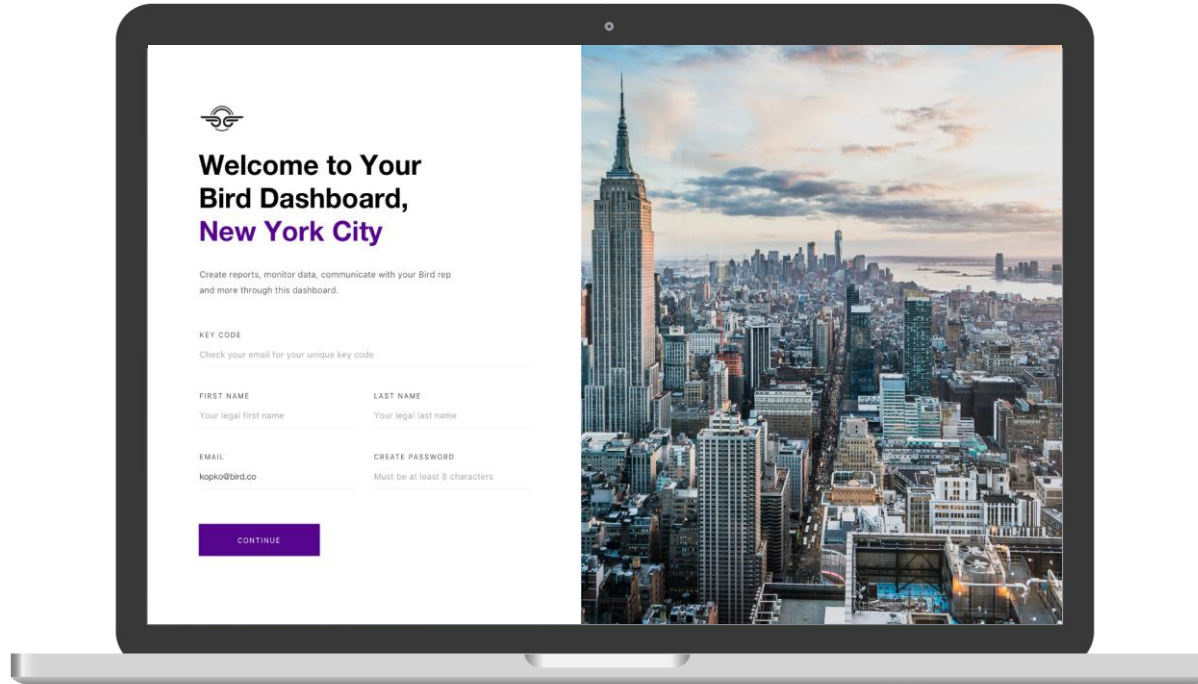 Welcome to Your
Bird Dashboard,
New York City
Create reports, monitor data, communicate with your Bird rep
and more through this dashboard.
KEY CODE
Check your email for your unique key code
FIRST NAME
LAST NAME
Your legal first name
Your legal last name
EMAIL
CREATE PASSWORD
kopko@bird.co
Must be at least 8 characters
CONTINUE